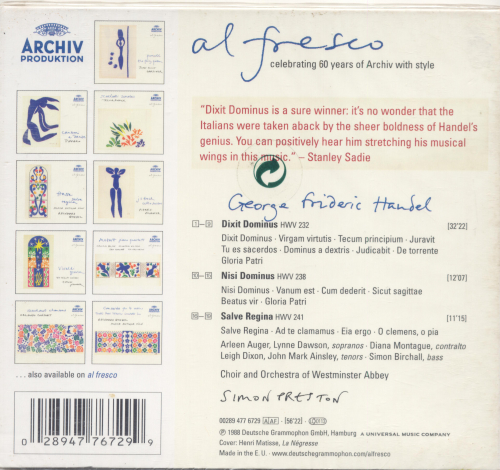 ARCHIV
PRODUKTION
al fresco
celebrating 60 years of Archiv with style
"Dixit Dominus is a sure winner: it's no wonder that the
Italians were taken aback by the sheer boldness of Handel's
genius. You can positively hear him stretching his musical
wings in this music." – Stanley Sadie
George Frideric Handel
Dixit Dominus HWV 232 [32'22]
Dixit Dominus · Virgam virtutis · Tecum principium · Juravit
Tu es sacerdos · Dominus a dextris · Judicabit · De torrente
Gloria Patri
Nisi Dominus HWV 238 [12'07]
Nisi Dominus · Vanum est · Cum dederit · Sicut sagittae
Beatus vir · Gloria Patri
Salve Regina HWV 241 [11'15]
Salve Regina · Ad te clamamus · Eia ergo · O clemens, o pia
Arleen Auger, Lynne Dawson, sopranos · Diana Montague, contralto
Leigh Dixon, John Mark Ainsley, tenors · Simon Birchall, bass
Choir and Orchestra of Westminster Abbey
SIMON PRESTON
... also available on al fresco
0 28947 76729 9
00289 477 6729 [56'22]
℗ 1988 Deutsche Grammophon GmbH, Hamburg A UNIVERSAL MUSIC COMPANY
Cover: Henri Matisse, La Négresse
Made in the E. U. www.deutschegrammophon.com/alfresco